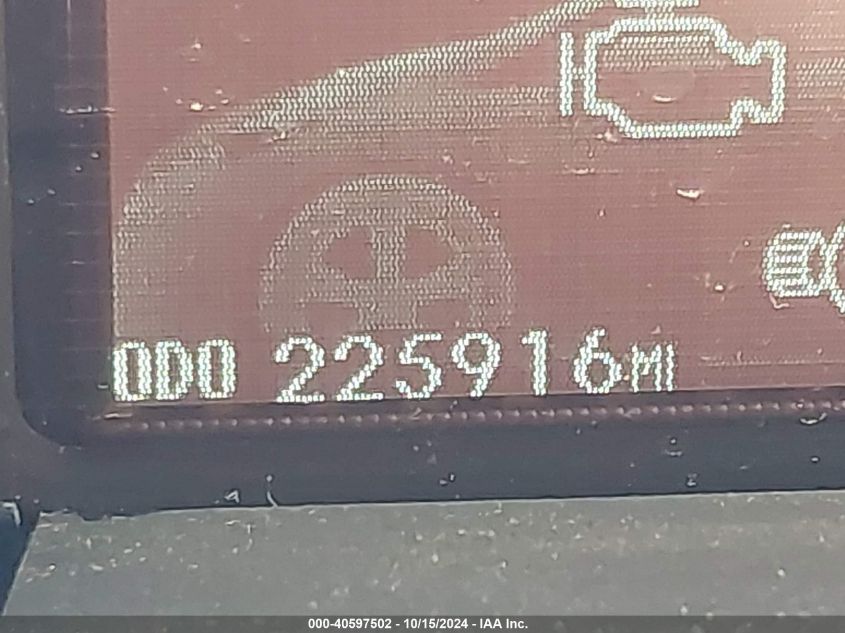 ODO 225916MI
000-40597502 - 10/15/2024 - IAA Inc.